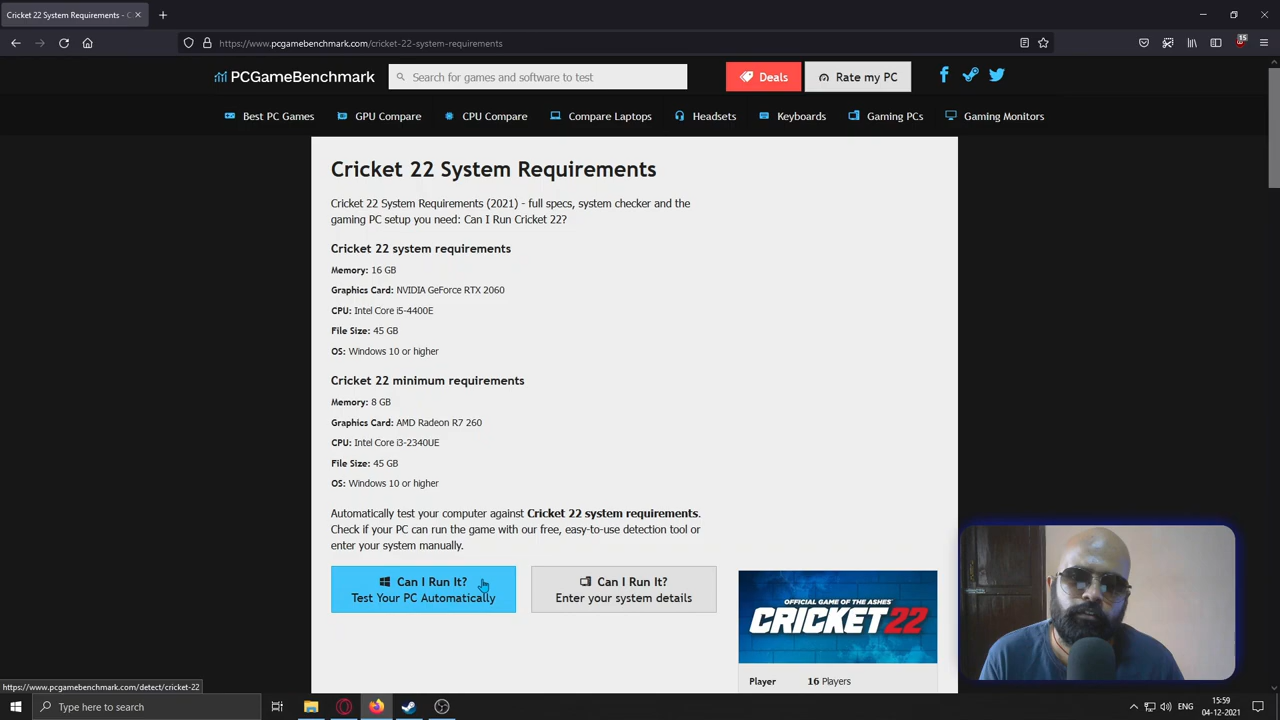 Cricket 22 System Requirements - C
https://www.pcgamebenchmark.com/cricket-22-system-requirements
15
PCGameBenchmark
Search for games and software to test
Deals
Rate my PC
Best PC Games
GPU Compare
CPU Compare
Compare Laptops
Headsets
Keyboards
Gaming PCs
Gaming Monitors
Cricket 22 System Requirements
Cricket 22 System Requirements (2021) - full specs, system checker and the
gaming PC setup you need: Can I Run Cricket 22?
Cricket 22 system requirements
Memory: 16 GB
Graphics Card: NVIDIA GeForce RTX 2060
CPU: Intel Core i5-4400E
File Size: 45 GB
OS: Windows 10 or higher
Cricket 22 minimum requirements
Memory: 8 GB
Graphics Card: AMD Radeon R7 260
CPU: Intel Core i3-2340UE
File Size: 45 GB
OS: Windows 10 or higher
Automatically test your computer against Cricket 22 system requirements.
Check if your PC can run the game with our free, easy-to-use detection tool or
enter your system manually.
Can I Run It?
Test Your PC Automatically
Can I Run It?
Enter your system details
OFFICIAL GAME OF THE ASHES
CRICKET 22
Player 16 Players
https://www.pcgamebenchmark.com/detect/cricket-22
Type here to search
ENG
15:59
04-12-2021